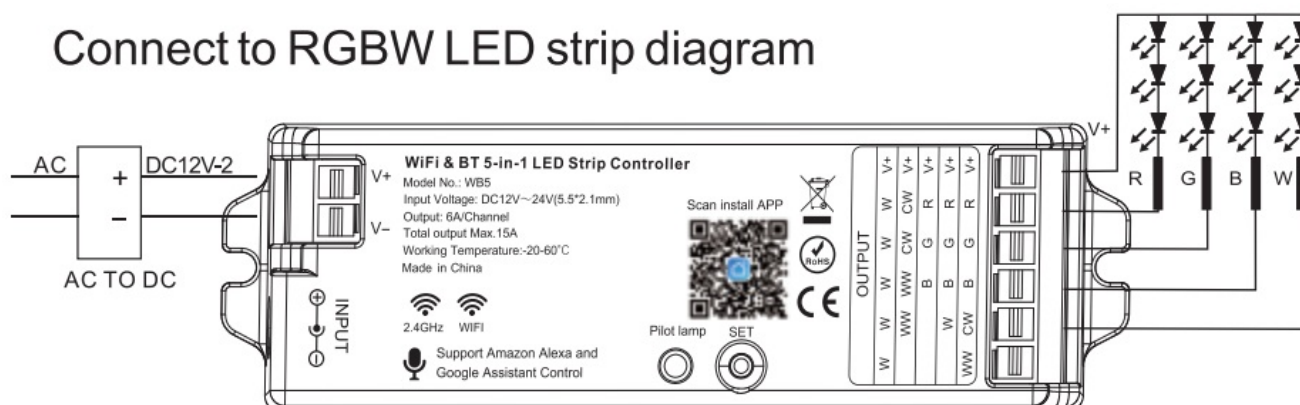 Connect to RGBW LED strip diagram
AC
+
−
DC12V-2
AC TO DC
V+
V−
INPUT
WiFi & BT 5-in-1 LED Strip Controller
Model No.: WB5
Input Voltage: DC12V～24V(5.5*2.1mm)
Output: 6A/Channel
Total output Max.15A
Working Temperature:-20-60℃
Made in China
2.4GHz
WIFI
Support Amazon Alexa and
Google Assistant Control
Scan install APP
Pilot lamp
SET
RoHS
CE
OUTPUT
W W W W W V+
WW WW CW CW V+
B G R V+
W B G R V+
WW CW B G R V+
V+
R G B W